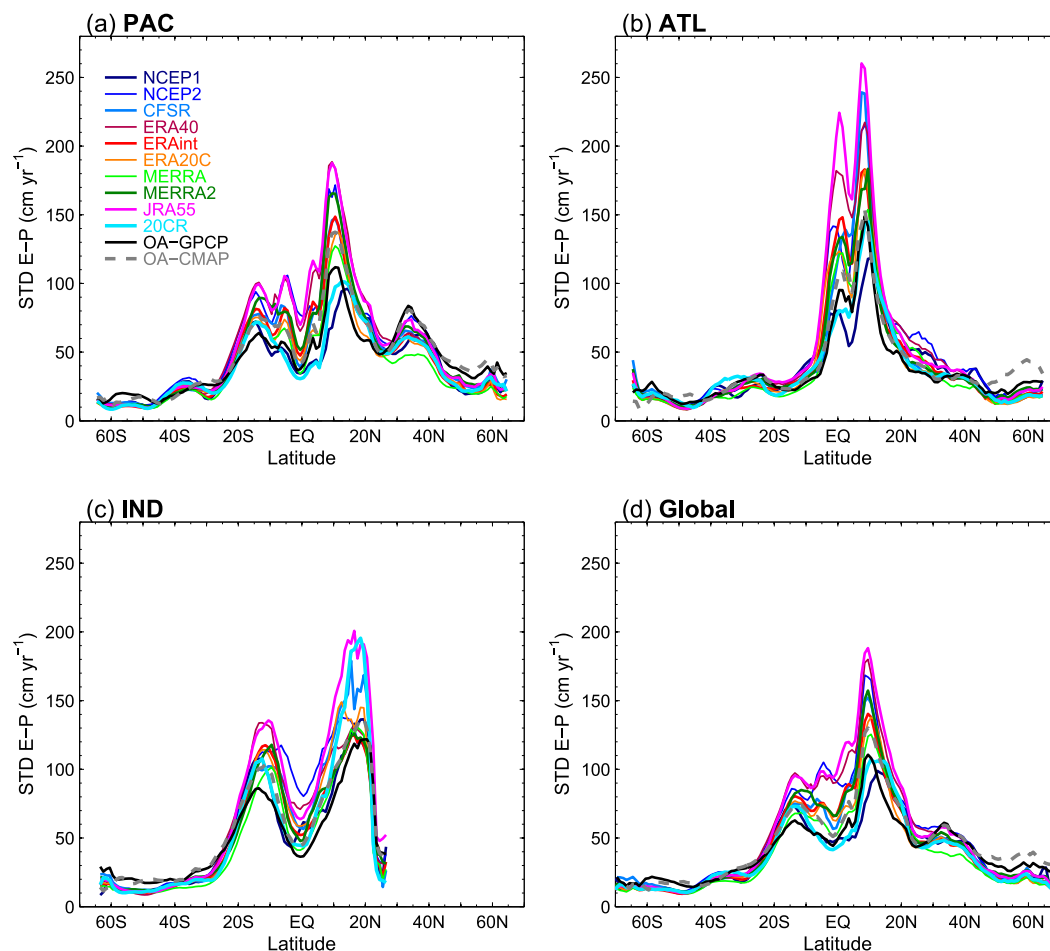 (a) PAC
STD E−P (cm yr−1)
250
200
150
100
50
0
NCEP1
NCEP2
CFSR
ERA40
ERAint
ERA20C
MERRA
MERRA2
JRA55
20CR
OA−GPCP
OA−CMAP
60S 40S 20S EQ 20N 40N 60N
Latitude
(b) ATL
STD E−P (cm yr−1)
250
200
150
100
50
0
60S 40S 20S EQ 20N 40N 60N
Latitude
(c) IND
STD E−P (cm yr−1)
250
200
150
100
50
0
60S 40S 20S EQ 20N 40N 60N
Latitude
(d) Global
STD E−P (cm yr−1)
250
200
150
100
50
0
60S 40S 20S EQ 20N 40N 60N
Latitude